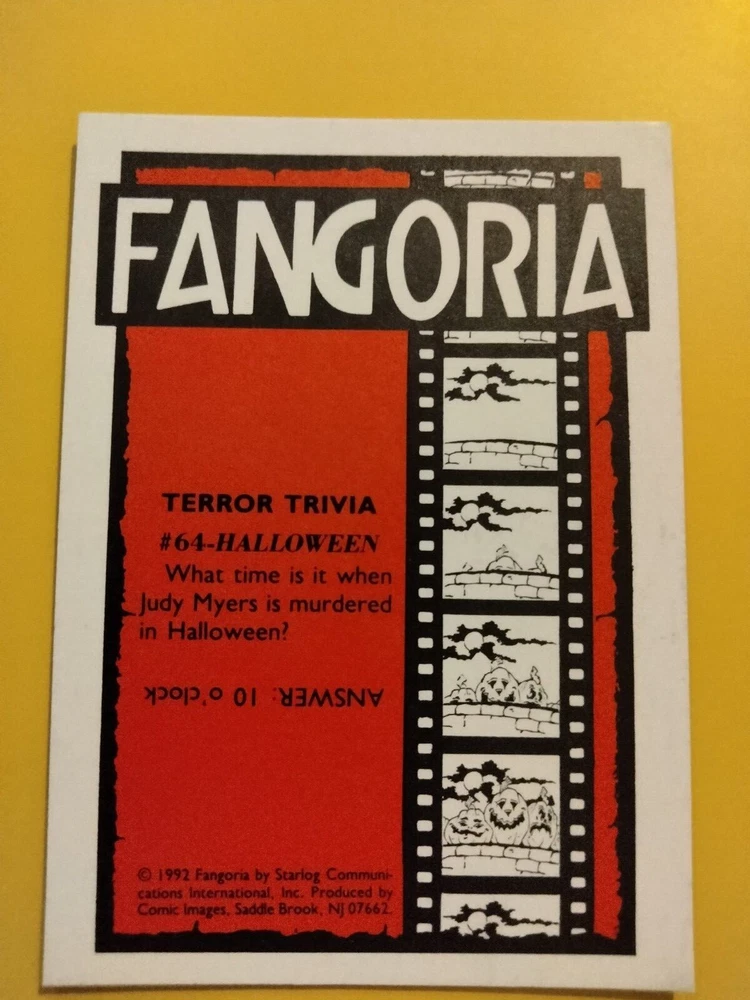 FANGORIA
TERROR TRIVIA
#64-HALLOWEEN
What time is it when
Judy Myers is murdered
in Halloween?
ANSWER: 10 o'clock
© 1992 Fangoria by Starlog Communi-
cations International, Inc. Produced by
Comic Images, Saddle Brook, NJ 07662.